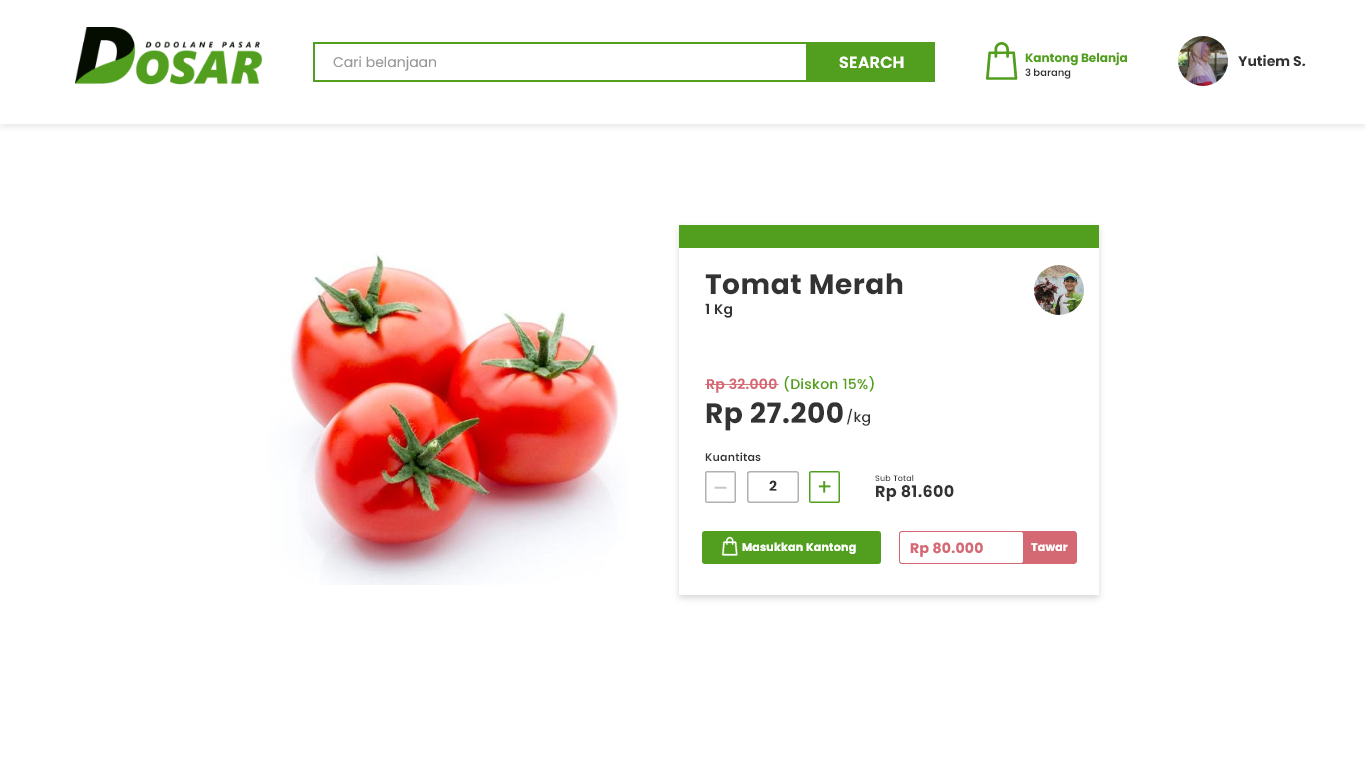 DODOLANE PASAR
DOSAR
Cari belanjaan
SEARCH
Kantong Belanja
3 barang
Yutiem S.
Tomat Merah
1 Kg
Rp 32.000 (Diskon 15%)
Rp 27.200/kg
Kuantitas
2
Sub Total
Rp 81.600
Masukkan Kantong
Rp 80.000
Tawar